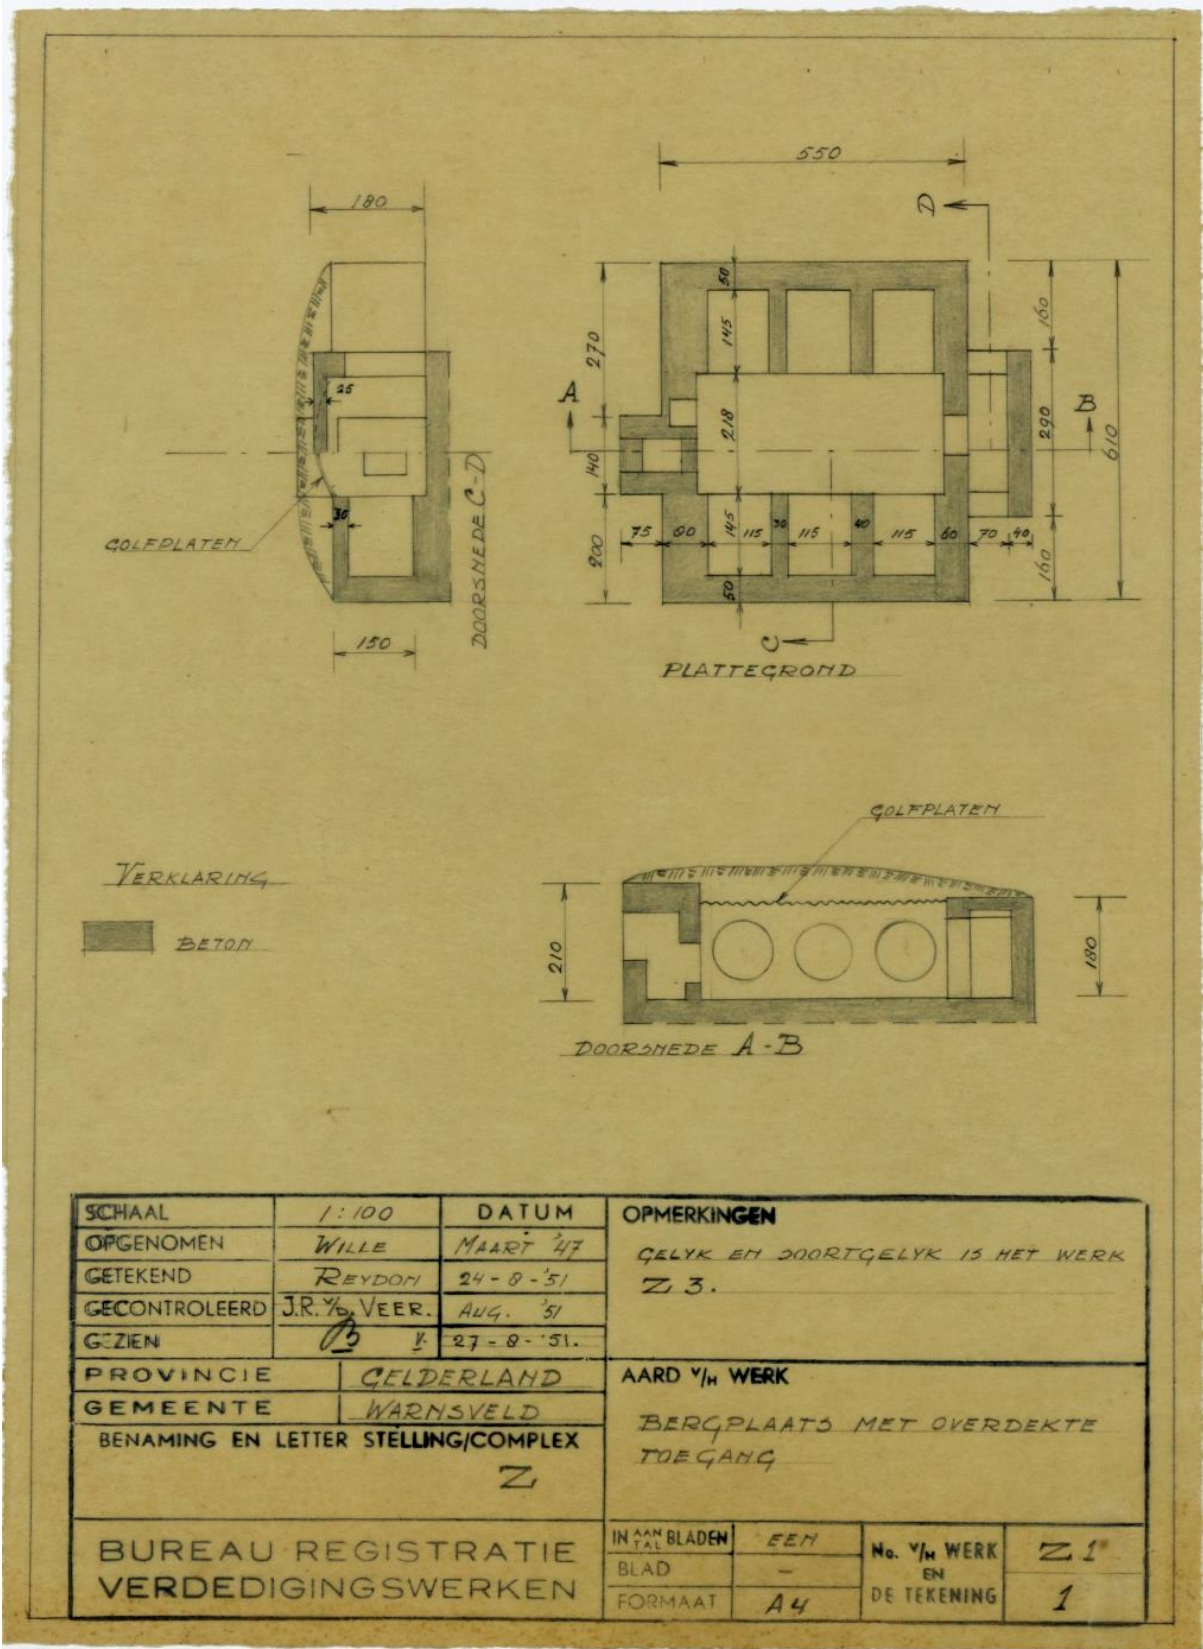 550
180
D
50
160
145
270
25
A
218
290
B
610
140
GOLFPLATEN
30
75
145
115
30
115
40
115
60
70
40
200
50
160
DOORSNEDE C-D
150
C
PLATTEGROND
GOLFPLATEN
VERKLARING
BETON
210
180
DOORSNEDE A-B
SCHAAL 1:100 DATUM
OPGENOMEN WILLE MAART '47
GETEKEND REYDON 24-8-'51
GECONTROLEERD J.R. V/D. VEER. AUG. '51
GEZIEN V. 27-8-'51.
PROVINCIE GELDERLAND
GEMEENTE WARNSVELD
BENAMING EN LETTER STELLING/COMPLEX
Z
BUREAU REGISTRATIE
VERDEDIGINGSWERKEN
OPMERKINGEN
GELYK EN SOORTGELYK IS HET WERK
Z 3.
AARD V/H WERK
BERGPLAATS MET OVERDEKTE
TOEGANG
IN AANTAL BLADEN EEN
BLAD –
FORMAAT A4
No. V/H WERK
EN
DE TEKENING
Z 1
1